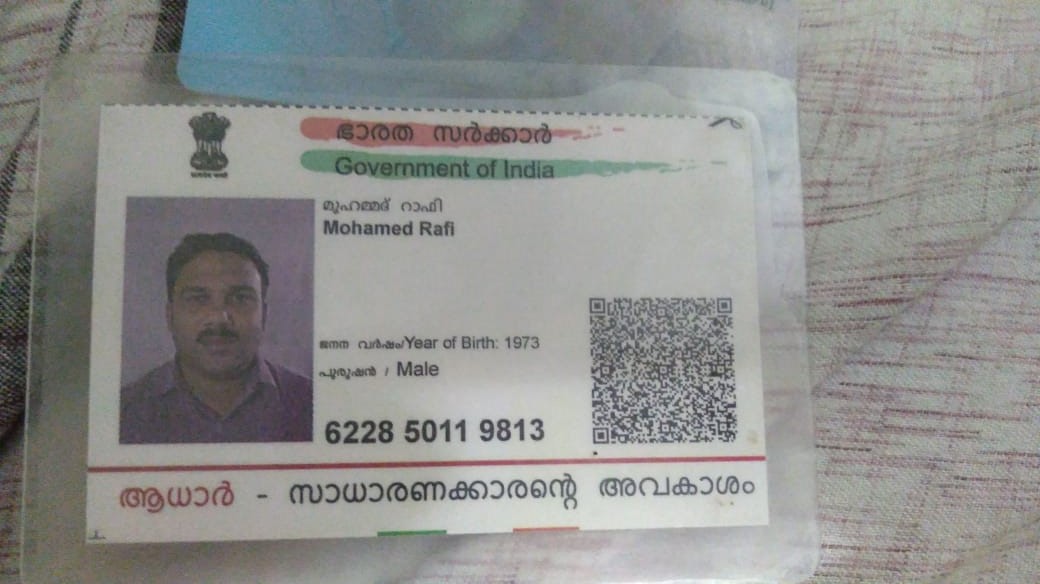 ഭാരത സർക്കാർ
Government of India
മുഹമ്മദ് റാഫി
Mohamed Rafi
ജനന വർഷം/Year of Birth: 1973
പുരുഷൻ / Male
6228 5011 9813
ആധാർ - സാധാരണക്കാരന്റെ അവകാശം